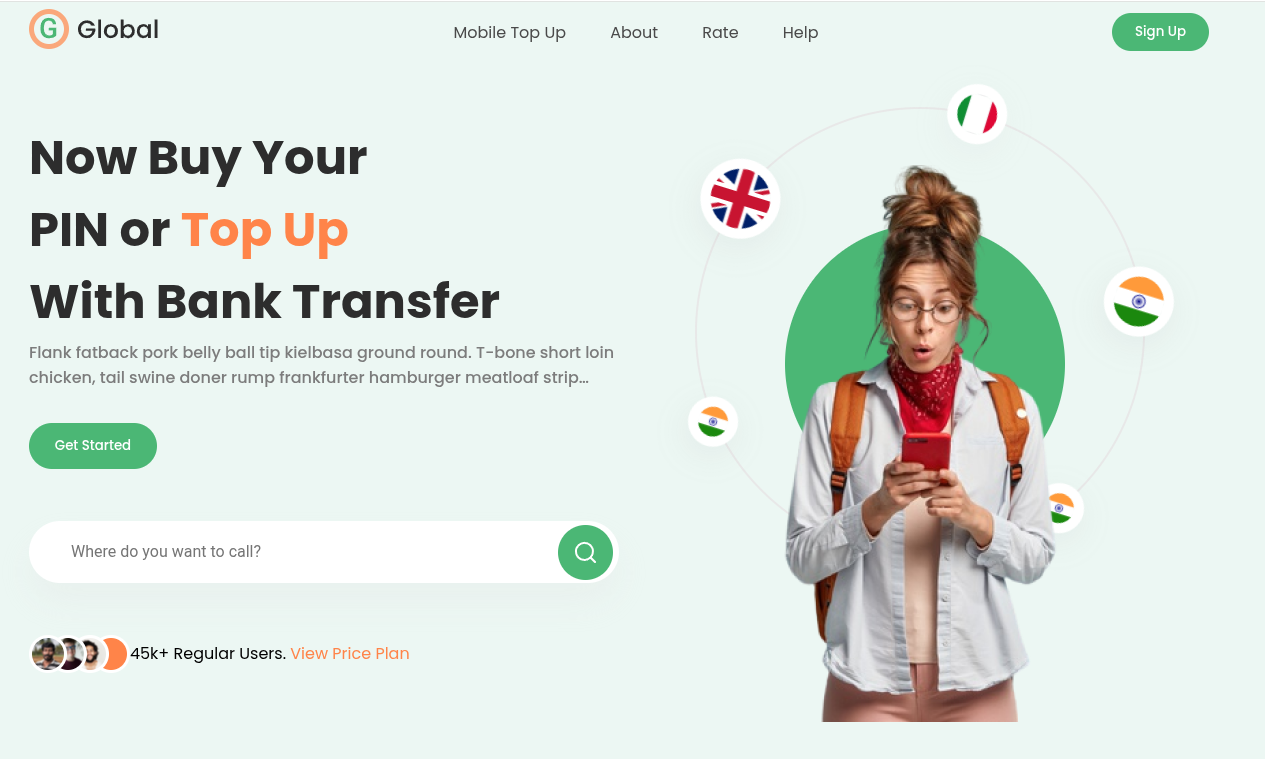 G Global
Mobile Top Up
About
Rate
Help
Sign Up
Now Buy Your
PIN or Top Up
With Bank Transfer
Flank fatback pork belly ball tip kielbasa ground round. T-bone short loin
chicken, tail swine doner rump frankfurter hamburger meatloaf strip...
Get Started
Where do you want to call?
45k+ Regular Users. View Price Plan